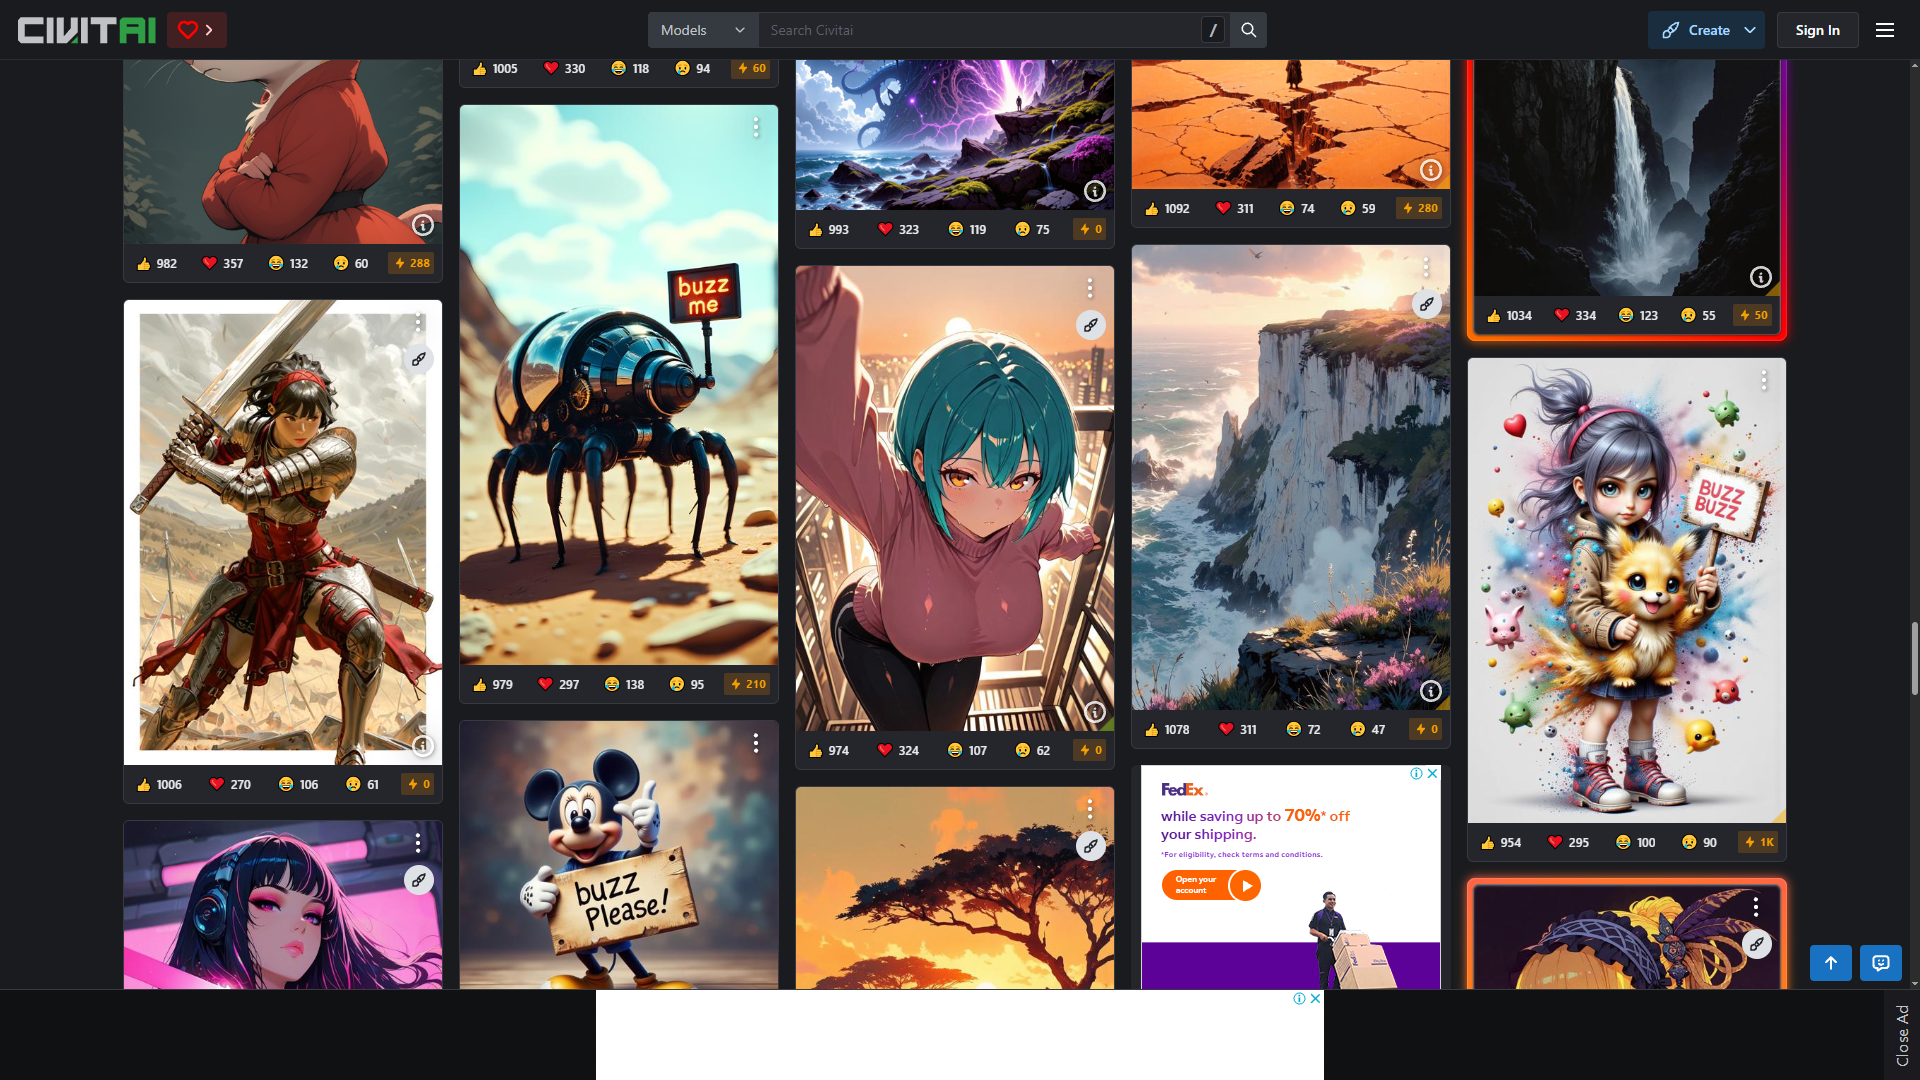 CIVITAI
Models
Search Civitai
/
Create
Sign In
1005 330 118 94 60
982 357 132 60 288
993 323 119 75 0
1092 311 74 59 280
1034 334 123 55 50
buzz
me
BUZZ
BUZZ
979 297 138 95 210
1006 270 106 61 0
974 324 107 62 0
1078 311 72 47 0
954 295 100 90 1K
buzz
Please!
FedEx.
while saving up to 70%* off
your shipping.
*For eligibility, check terms and conditions.
Open your
account
Close Ad